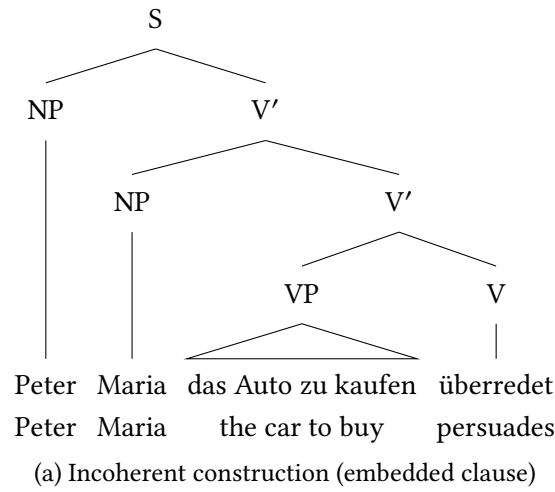 S
NP V′
NP V′
VP V
Peter Maria das Auto zu kaufen überredet
Peter Maria the car to buy persuades
(a) Incoherent construction (embedded clause)